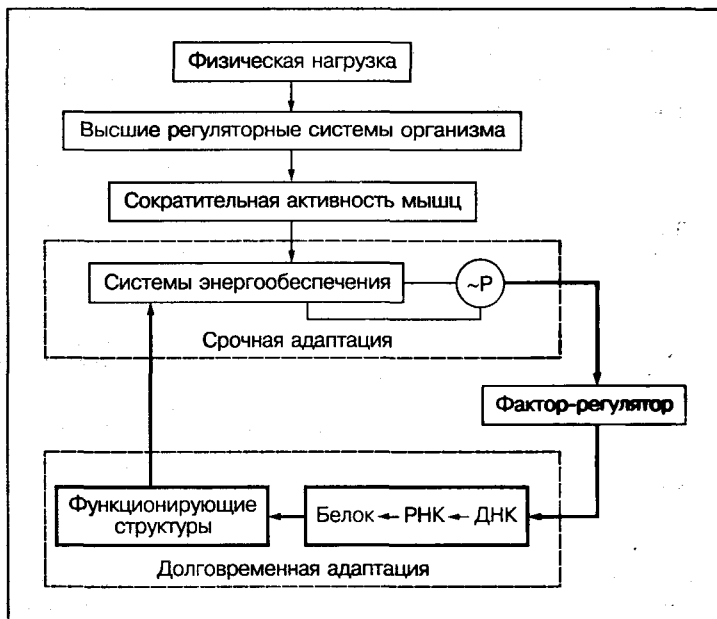 Физическая нагрузка
Высшие регуляторные системы организма
Сократительная активность мышц
Системы энергообеспечения
~P
Срочная адаптация
Фактор-регулятор
Функционирующие
структуры
Белок ← РНК ← ДНК
Долговременная адаптация